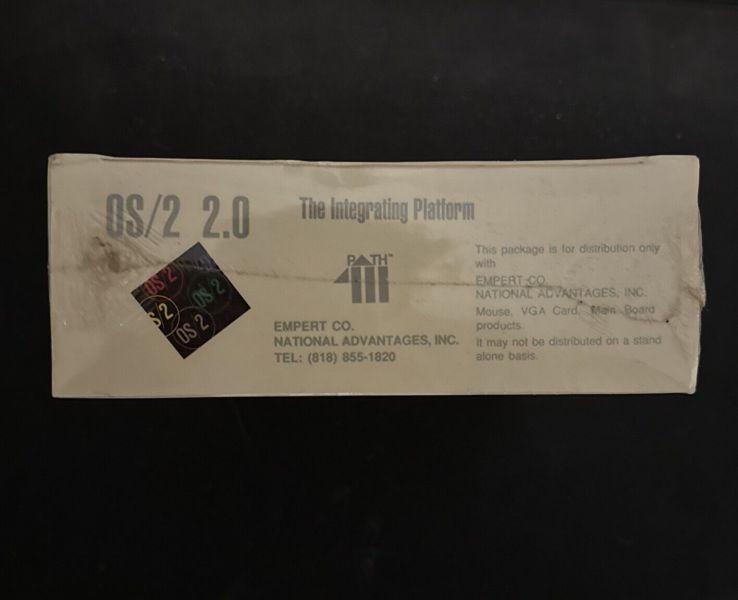 OS/2 2.0
The Integrating Platform
OS/2
OS/2
OS/2
S/2
PATH™
EMPERT CO.
NATIONAL ADVANTAGES, INC.
TEL: (818) 855-1820
This package is for distribution only
with
EMPERT CO.
NATIONAL ADVANTAGES, INC.
Mouse, VGA Card, Main Board
products.
It may not be distributed on a stand
alone basis.